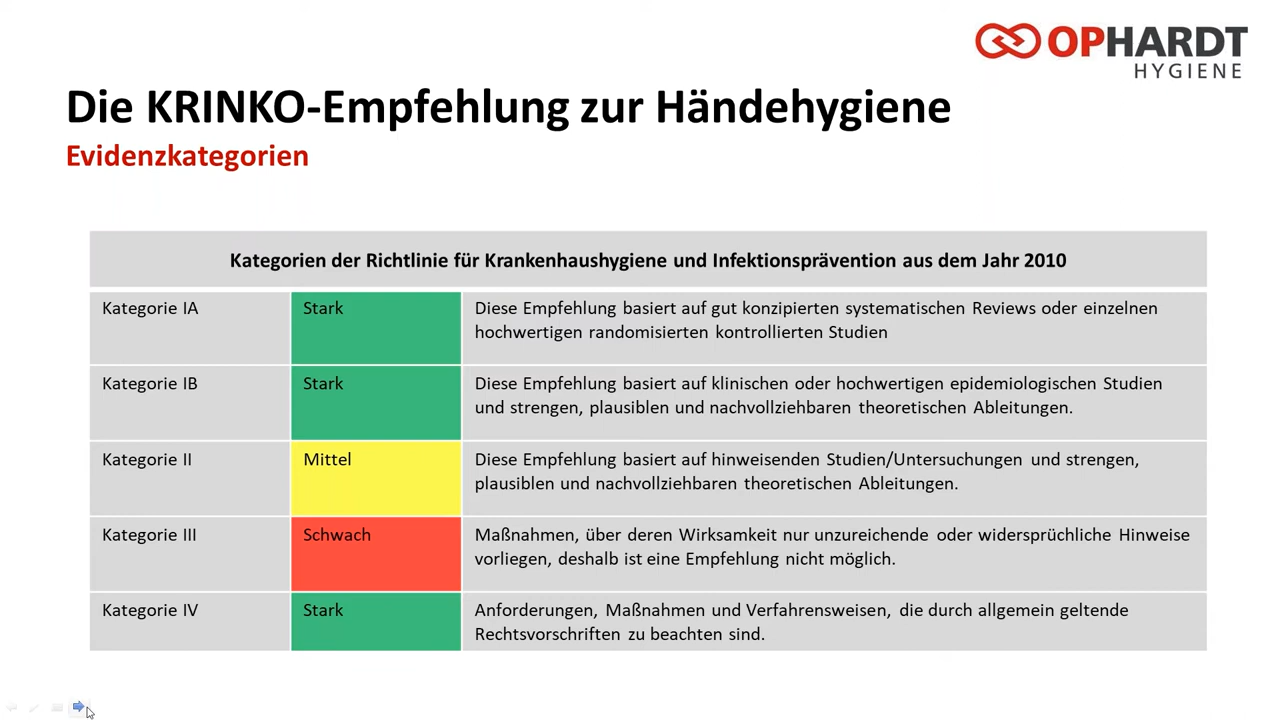 OPHARDT
HYGIENE
Die KRINKO-Empfehlung zur Händehygiene
Evidenzkategorien
Kategorien der Richtlinie für Krankenhaushygiene und Infektionsprävention aus dem Jahr 2010
Kategorie IA
Stark
Diese Empfehlung basiert auf gut konzipierten systematischen Reviews oder einzelnen
hochwertigen randomisierten kontrollierten Studien
Kategorie IB
Stark
Diese Empfehlung basiert auf klinischen oder hochwertigen epidemiologischen Studien
und strengen, plausiblen und nachvollziehbaren theoretischen Ableitungen.
Kategorie II
Mittel
Diese Empfehlung basiert auf hinweisenden Studien/Untersuchungen und strengen,
plausiblen und nachvollziehbaren theoretischen Ableitungen.
Kategorie III
Schwach
Maßnahmen, über deren Wirksamkeit nur unzureichende oder widersprüchliche Hinweise
vorliegen, deshalb ist eine Empfehlung nicht möglich.
Kategorie IV
Stark
Anforderungen, Maßnahmen und Verfahrensweisen, die durch allgemein geltende
Rechtsvorschriften zu beachten sind.